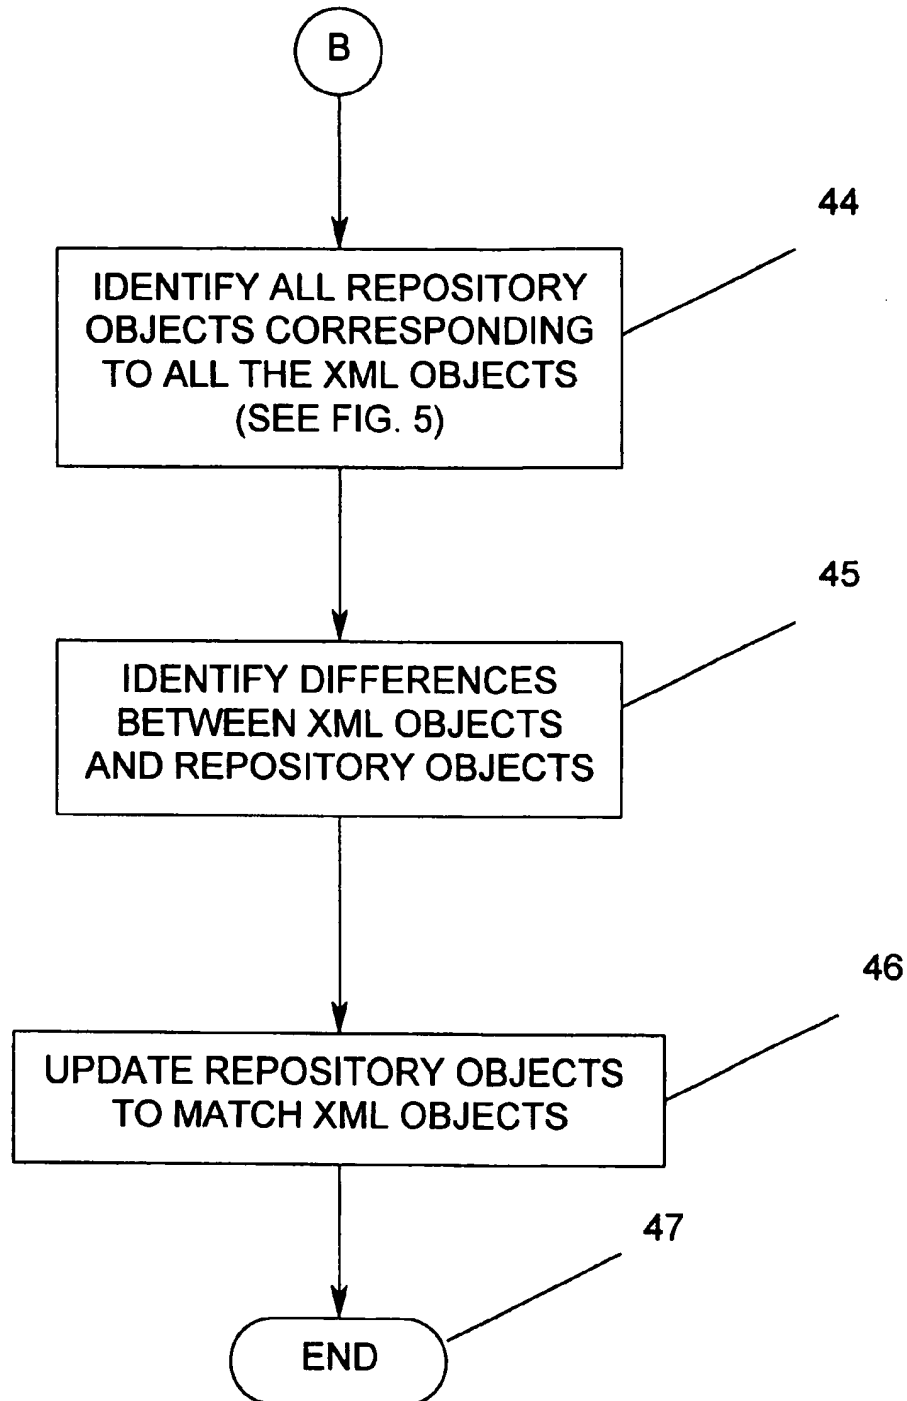 B
44
IDENTIFY ALL REPOSITORY
OBJECTS CORRESPONDING
TO ALL THE XML OBJECTS
(SEE FIG. 5)
45
IDENTIFY DIFFERENCES
BETWEEN XML OBJECTS
AND REPOSITORY OBJECTS
46
UPDATE REPOSITORY OBJECTS
TO MATCH XML OBJECTS
47
END